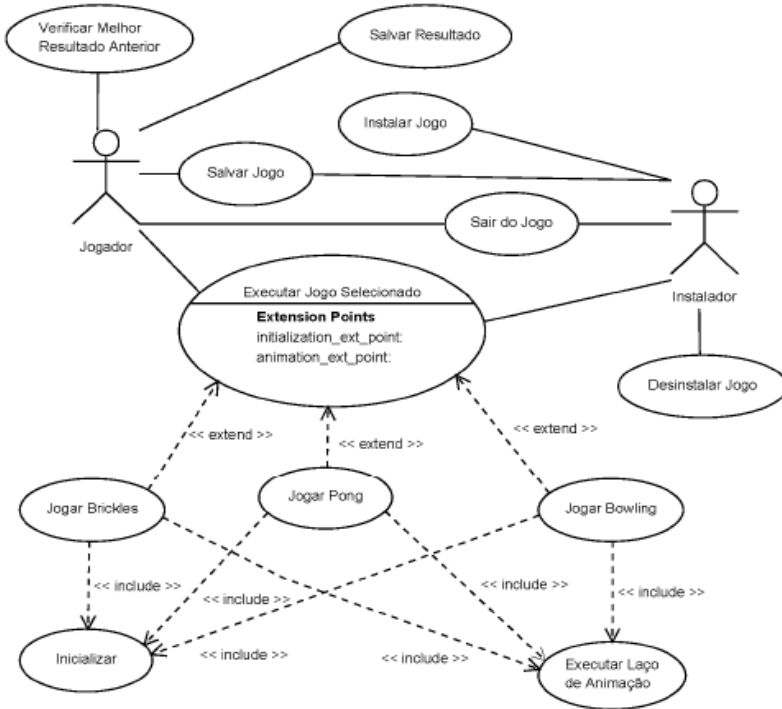 Verificar Melhor
Resultado Anterior
Salvar Resultado
Instalar Jogo
Salvar Jogo
Sair do Jogo
Jogador
Instalador
Executar Jogo Selecionado
Extension Points
initialization_ext_point:
animation_ext_point:
Desinstalar Jogo
<< extend >>
<< extend >>
<< extend >>
Jogar Brickles
Jogar Pong
Jogar Bowling
<< include >>
<< include >>
<< include >>
<< include >>
<< include >>
<< include >>
Inicializar
Executar Laço
de Animação